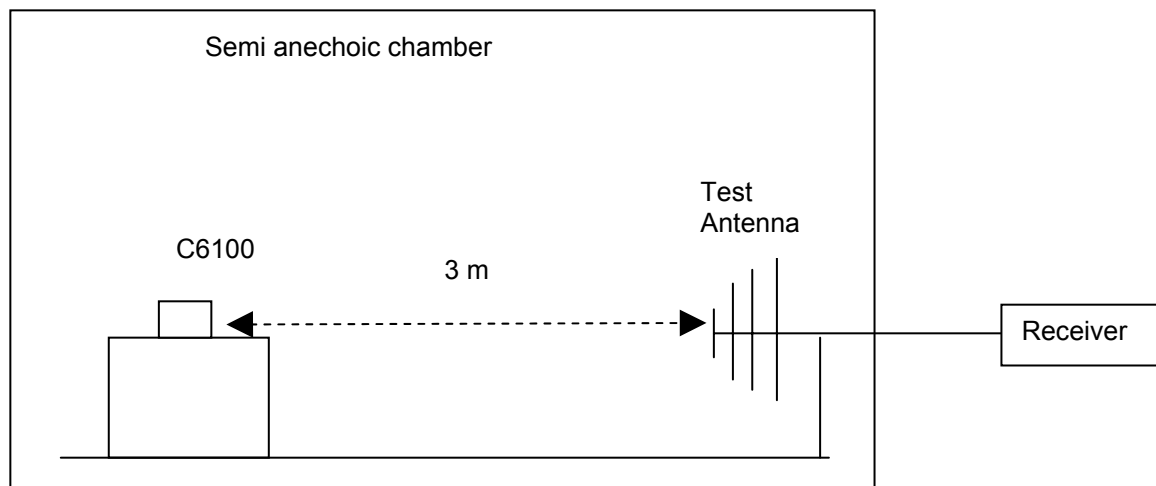 Semi anechoic chamber
Test
Antenna
C6100
3 m
Receiver